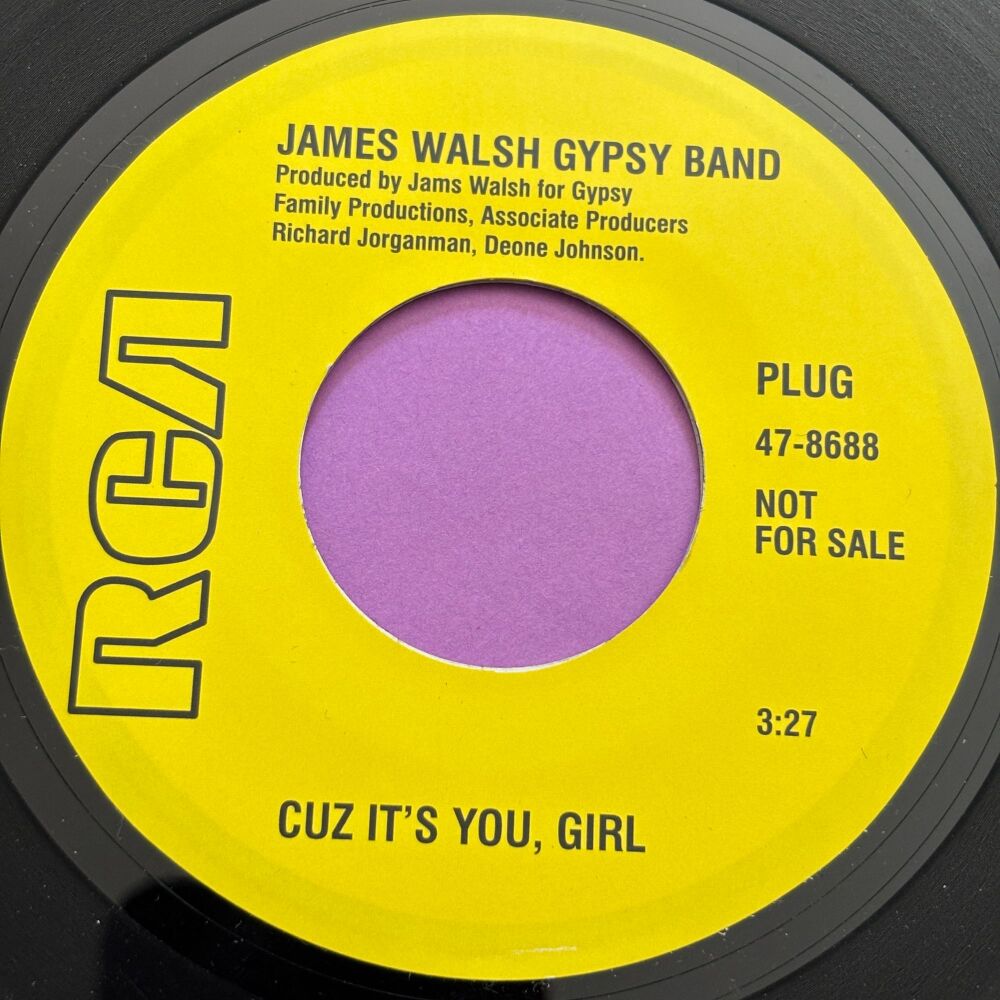 JAMES WALSH GYPSY BAND
Produced by Jams Walsh for Gypsy
Family Productions, Associate Producers
Richard Jorganman, Deone Johnson.
RCA
PLUG
47-8688
NOT
FOR SALE
3:27
CUZ IT'S YOU, GIRL